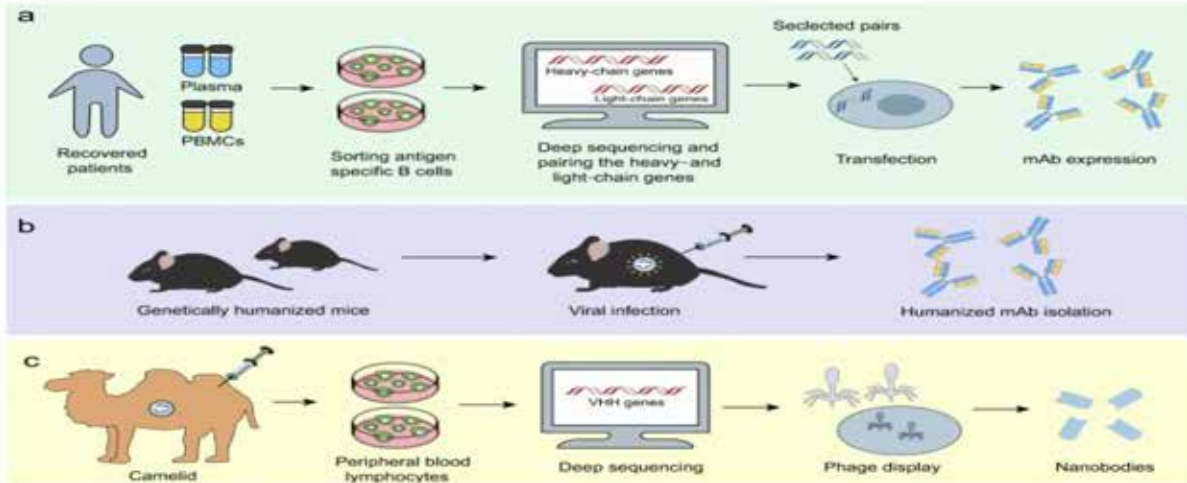 a
Seclected pairs
Plasma
PBMCs
Heavy-chain genes
Light-chain genes
Recovered
patients
Sorting antigen
specific B cells
Deep sequencing and
pairing the heavy-and
light-chain genes
Transfection
mAb expression
b
Genetically humanized mice
Viral infection
Humanized mAb isolation
c
VHH genes
Camelid
Peripheral blood
lymphocytes
Deep sequencing
Phage display
Nanobodies